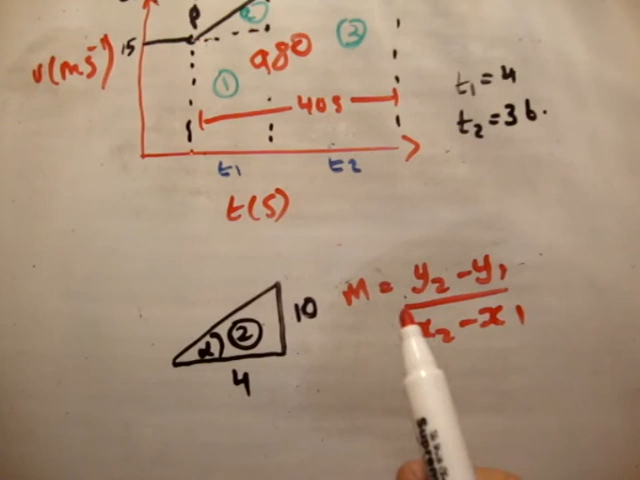 P
2
15
980
3
v(ms⁻¹)
1
40s
t₁=4
t₂=36.
t₁ t₂
t(s)
M = y₂-y₁
x₂-x₁
10
α 2
4